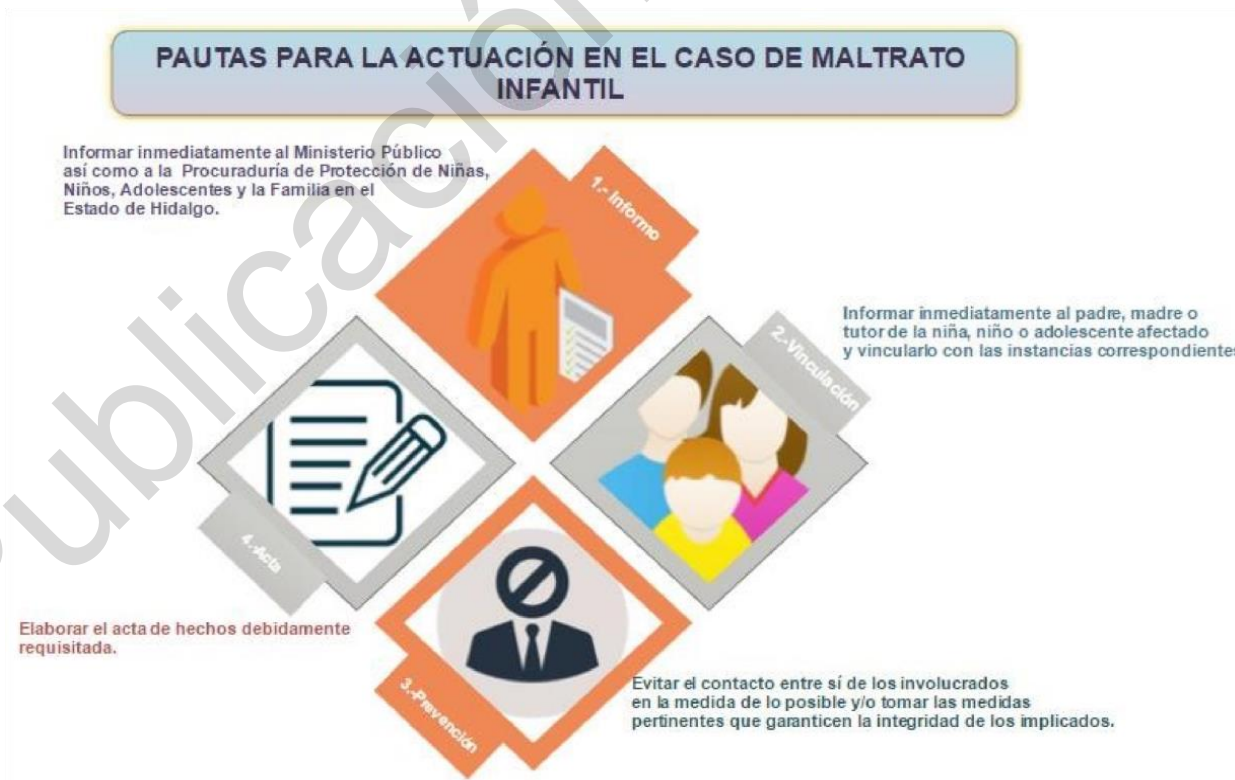 PAUTAS PARA LA ACTUACIÓN EN EL CASO DE MALTRATO
INFANTIL
Informar inmediatamente al Ministerio Público
así como a la Procuraduría de Protección de Niñas,
Niños, Adolescentes y la Familia en el
Estado de Hidalgo.
1.- Informo
Informar inmediatamente al padre, madre o
tutor de la niña, niño o adolescente afectado
y vincularlo con las instancias correspondientes
2.-Vinculación
Evitar el contacto entre sí de los involucrados
en la medida de lo posible y/o tomar las medidas
pertinentes que garanticen la integridad de los implicados.
3.-Prevención
4.-Acta
Elaborar el acta de hechos debidamente
requisitada.
Publicación